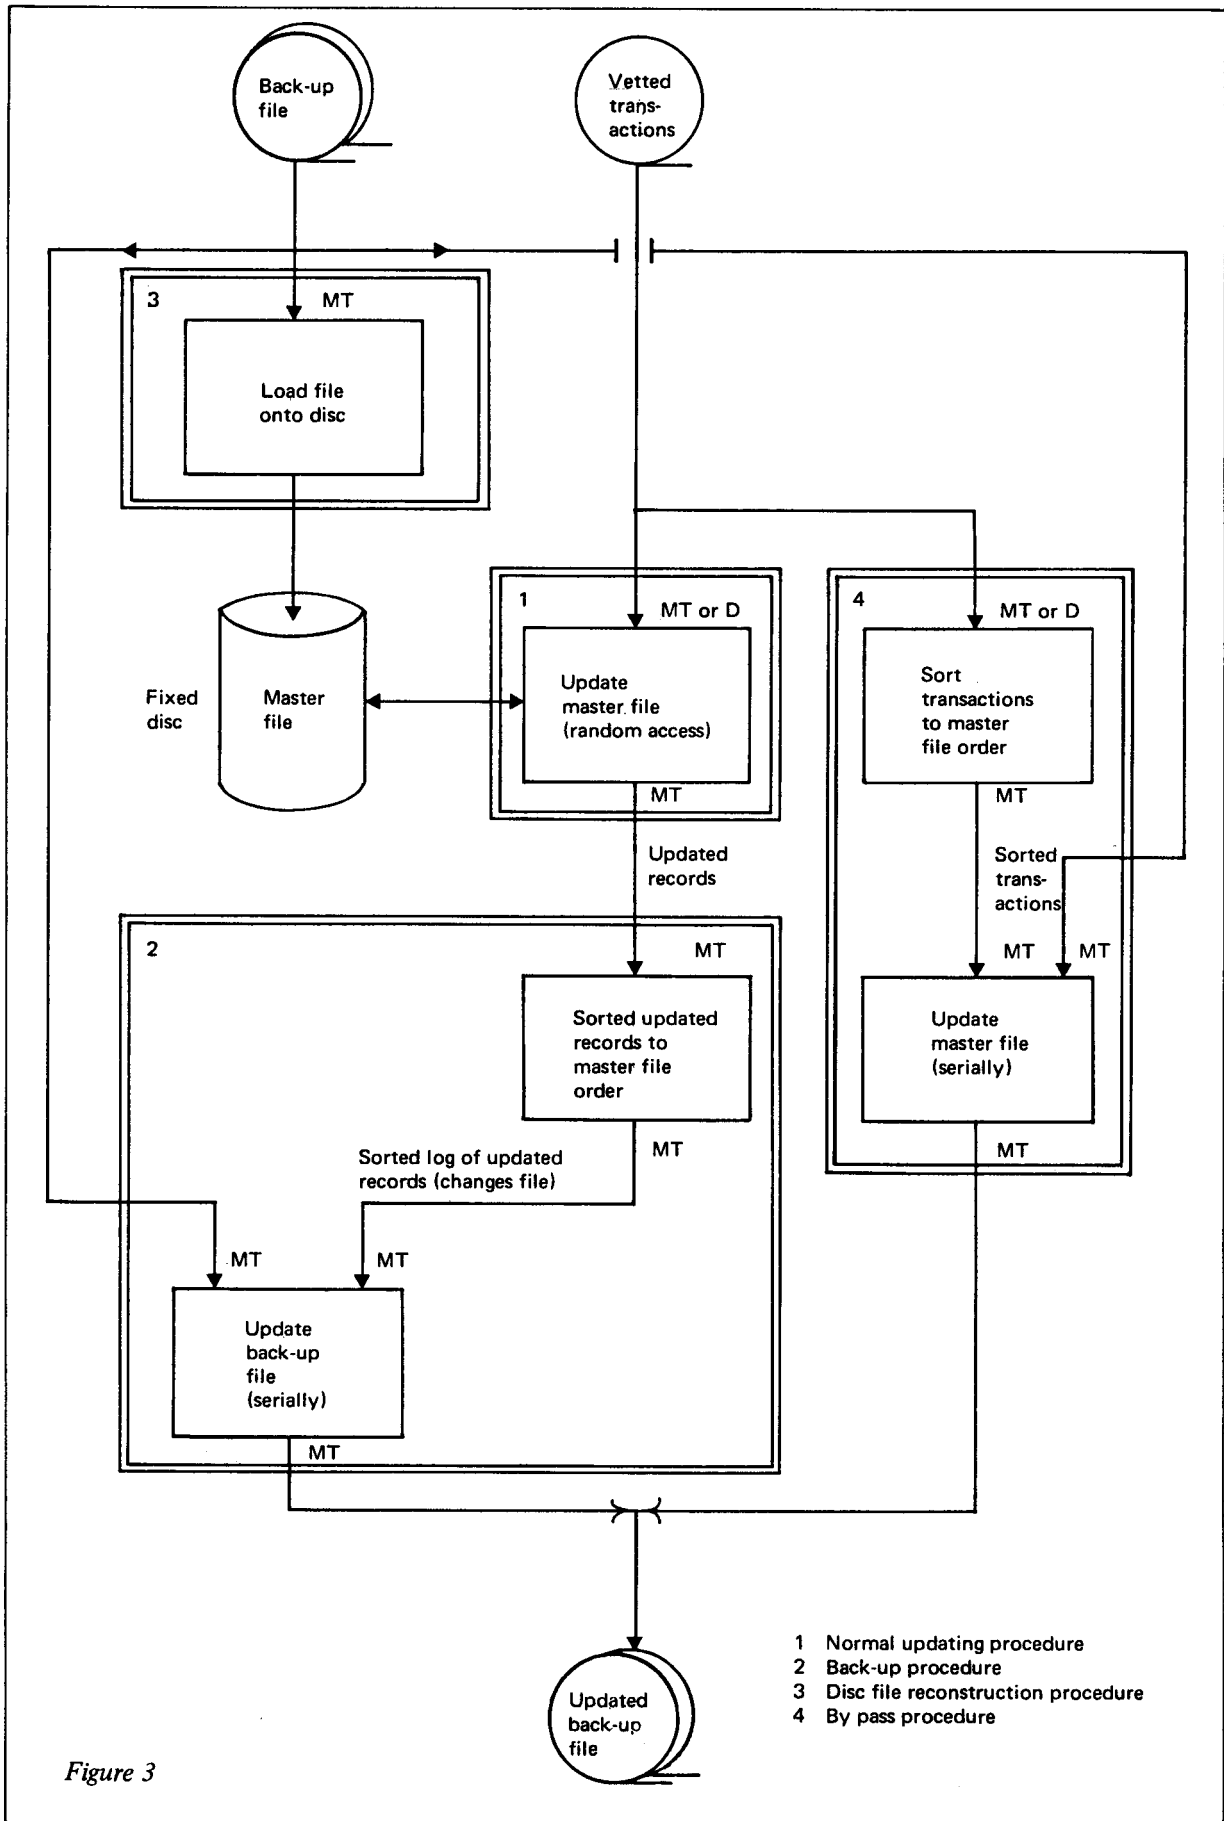 Back-up
file
Vetted
trans-
actions
3
MT
Load file
onto disc
Fixed
disc
Master
file
1
MT or D
Update
master file
(random access)
MT
Updated
records
4
MT or D
Sort
transactions
to master
file order
MT
Sorted
trans-
actions
MT
MT
Update
master file
(serially)
MT
2
MT
Sorted updated
records to
master file
order
MT
Sorted log of updated
records (changes file)
MT
MT
Update
back-up
file
(serially)
MT
Updated
back-up
file
1 Normal updating procedure
2 Back-up procedure
3 Disc file reconstruction procedure
4 By pass procedure
Figure 3